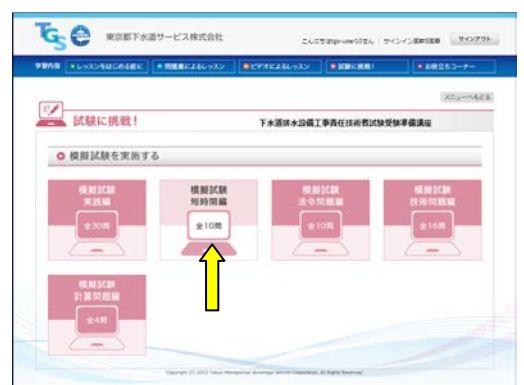 TGS 東京都下水道サービス株式会社
サインアウト
学習内容 レッスンをはじめる前に 問題集によるレッスン ビデオによるレッスン 試験に挑戦! お役立ちコーナー
メニューへもどる
試験に挑戦!
下水道排水設備工事責任技術者試験受験準備講座
模擬試験を実施する
模擬試験
実践編
全30問
模擬試験
短時間編
全10問
模擬試験
法令問題編
全10問
模擬試験
技術問題編
全16問
模擬試験
計算問題編
全4問